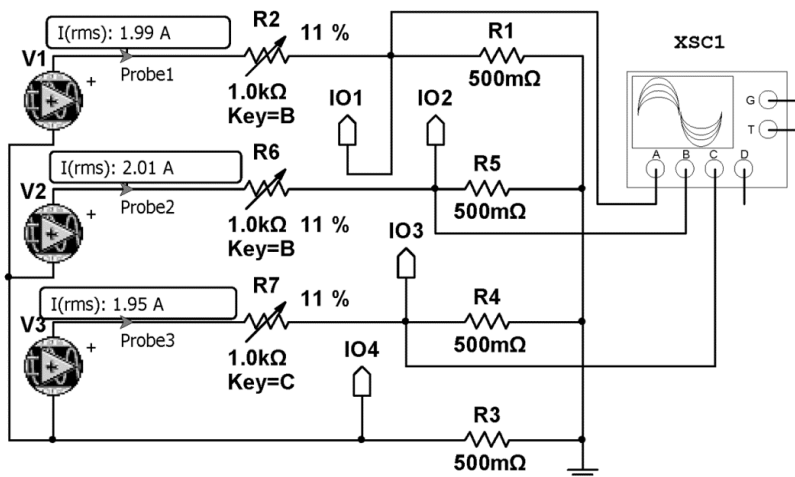 I(rms): 1.99 A
V1
Probe1
R2
11 %
1.0kΩ
Key=B
IO1
IO2
R1
500mΩ
XSC1
G
T
A
B
C
D
I(rms): 2.01 A
V2
Probe2
R6
1.0kΩ
11 %
Key=B
R5
500mΩ
IO3
I(rms): 1.95 A
V3
Probe3
R7
11 %
1.0kΩ
Key=C
IO4
R4
500mΩ
R3
500mΩ